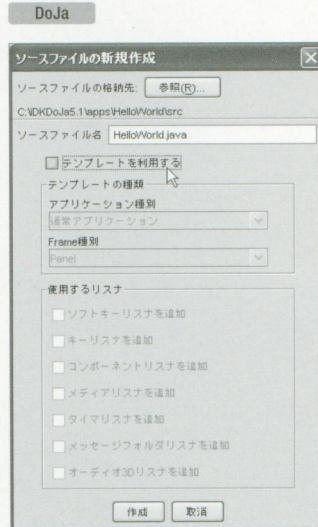 DoJa
ソースファイルの新規作成
ソースファイルの格納先: 参照(R)...
C:\iDKDoJa5.1\apps\HelloWorld\src
ソースファイル名 HelloWorld.java
テンプレートを利用する
テンプレートの種類
アプリケーション種別
通常アプリケーション
Frame種別
Panel
使用するリスナ
ソフトキーリスナを追加
キーリスナを追加
コンポーネントリスナを追加
メディアリスナを追加
タイマリスナを追加
メッセージフォルダリスナを追加
オーディオ3Dリスナを追加
作成 取消